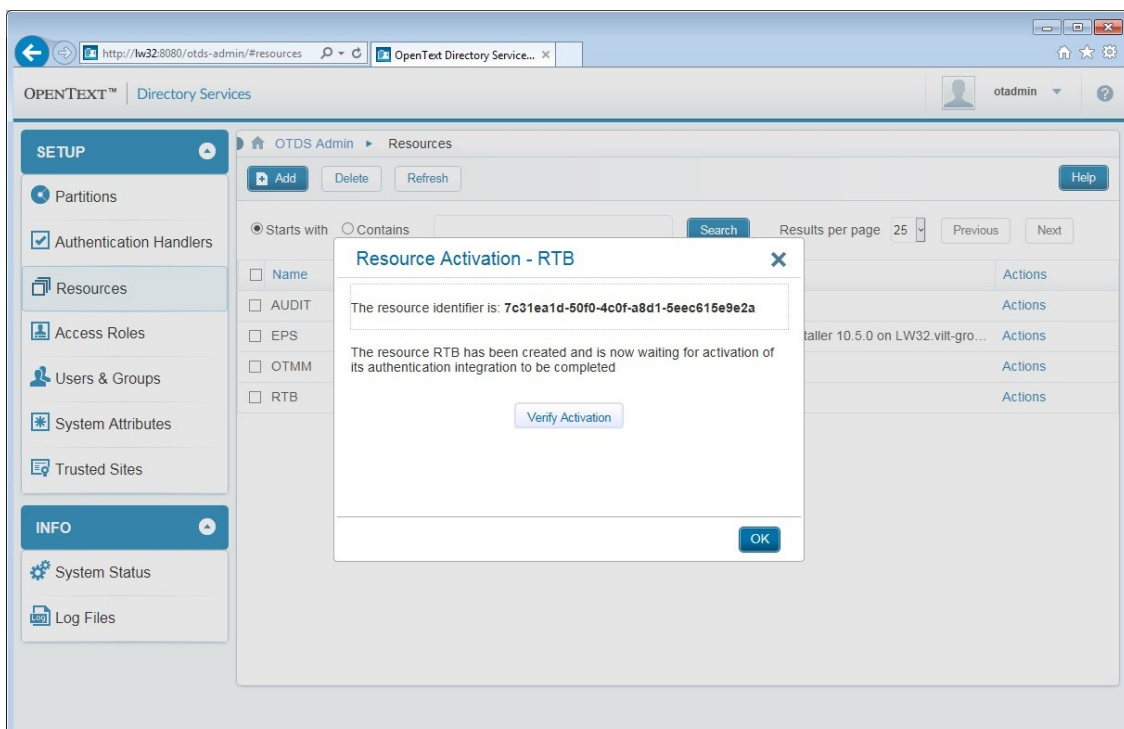 http://lw32:8080/otds-admin/#resources
OpenText Directory Service...
OPENTEXT™ | Directory Services
otadmin
SETUP
Partitions
Authentication Handlers
Resources
Access Roles
Users & Groups
System Attributes
Trusted Sites
INFO
System Status
Log
Log Files
OTDS Admin ▸ Resources
Add Delete Refresh Help
Starts with Contains Search Results per page 25 Previous Next
Name Actions
AUDIT Actions
EPS taller 10.5.0 on LW32.vilt-gro... Actions
OTMM Actions
RTB Actions
Resource Activation - RTB
The resource identifier is: 7c31ea1d-50f0-4c0f-a8d1-5eec615e9e2a
The resource RTB has been created and is now waiting for activation of
its authentication integration to be completed
Verify Activation
OK